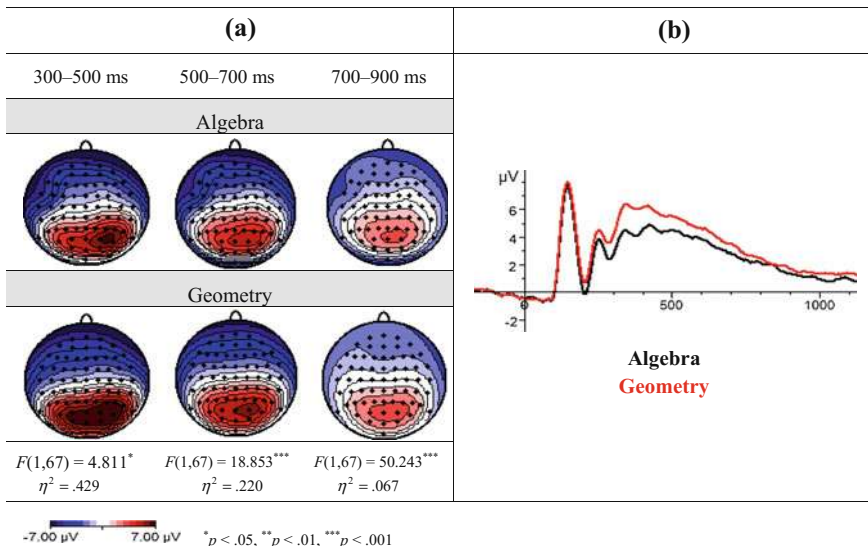 (a) (b)
300–500 ms 500–700 ms 700–900 ms
Algebra
Geometry
F(1,67) = 4.811* F(1,67) = 18.853*** F(1,67) = 50.243***
η² = .429 η² = .220 η² = .067
-7.00 µV 7.00 µV *p < .05, **p < .01, ***p < .001
µV
6
4
2
0 500 1000
-2
Algebra
Geometry